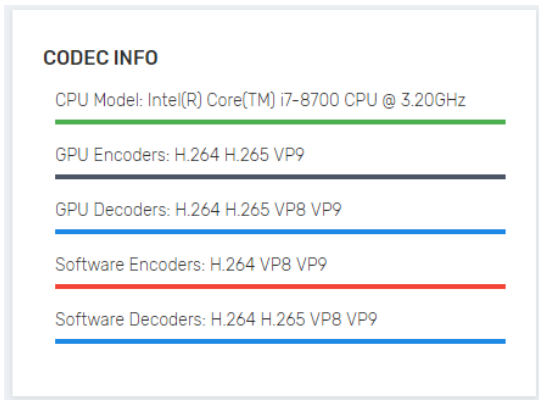 CODEC INFO
CPU Model: Intel(R) Core(TM) i7-8700 CPU @ 3.20GHz
GPU Encoders: H.264 H.265 VP9
GPU Decoders: H.264 H.265 VP8 VP9
Software Encoders: H.264 VP8 VP9
Software Decoders: H.264 H.265 VP8 VP9